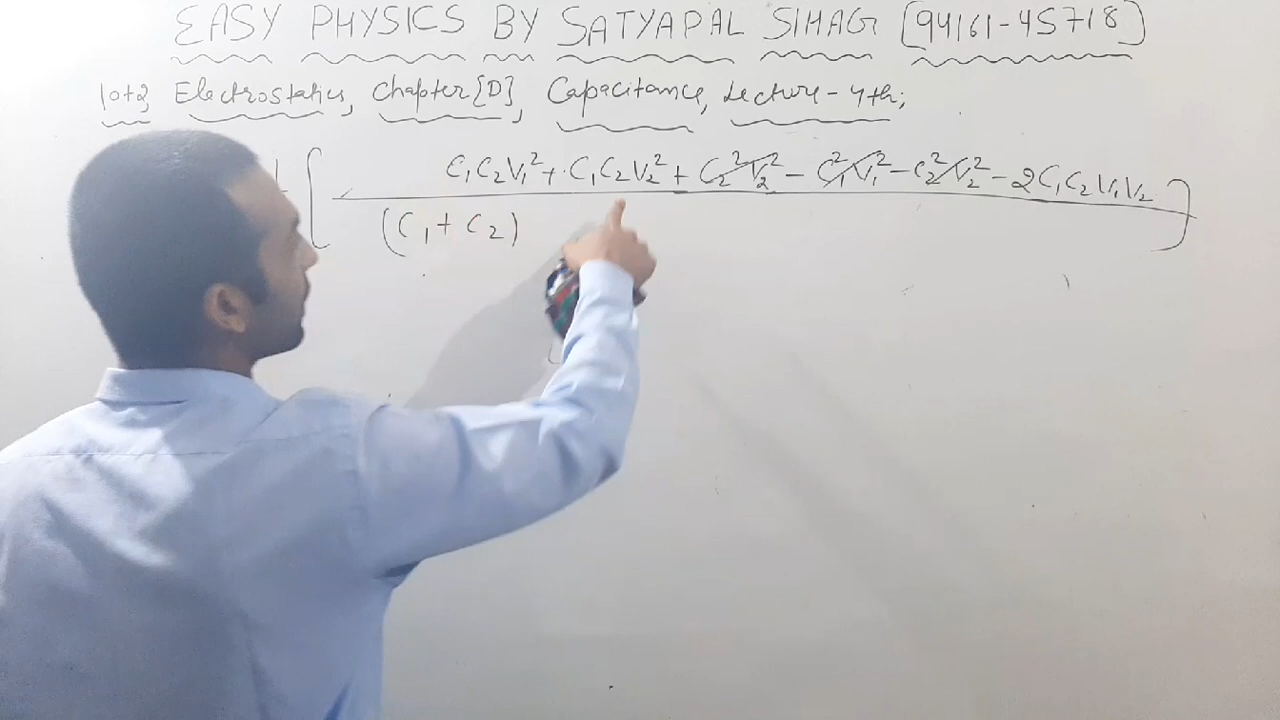 EASY PHYSICS BY SATYAPAL SIHAG [94161-45718]
10+2, Electrostatics, Chapter[D], Capacitance, Lecture-4th;
[ C₁C₂V₁² + C₁C₂V₂² + C₂²V₂² - C₁²V₁² - C₂²V₂² - 2C₁C₂V₁V₂ ]
(C₁ + C₂)